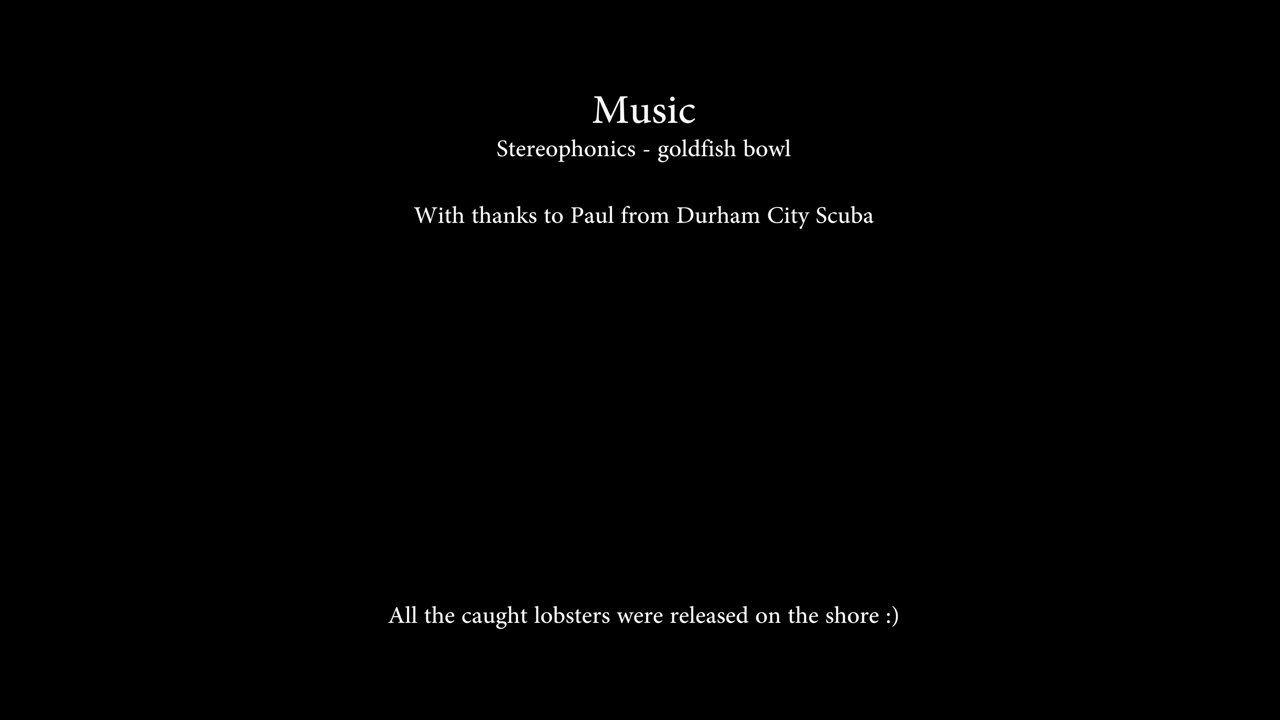 Music
Stereophonics - goldfish bowl
With thanks to Paul from Durham City Scuba
All the caught lobsters were released on the shore :)